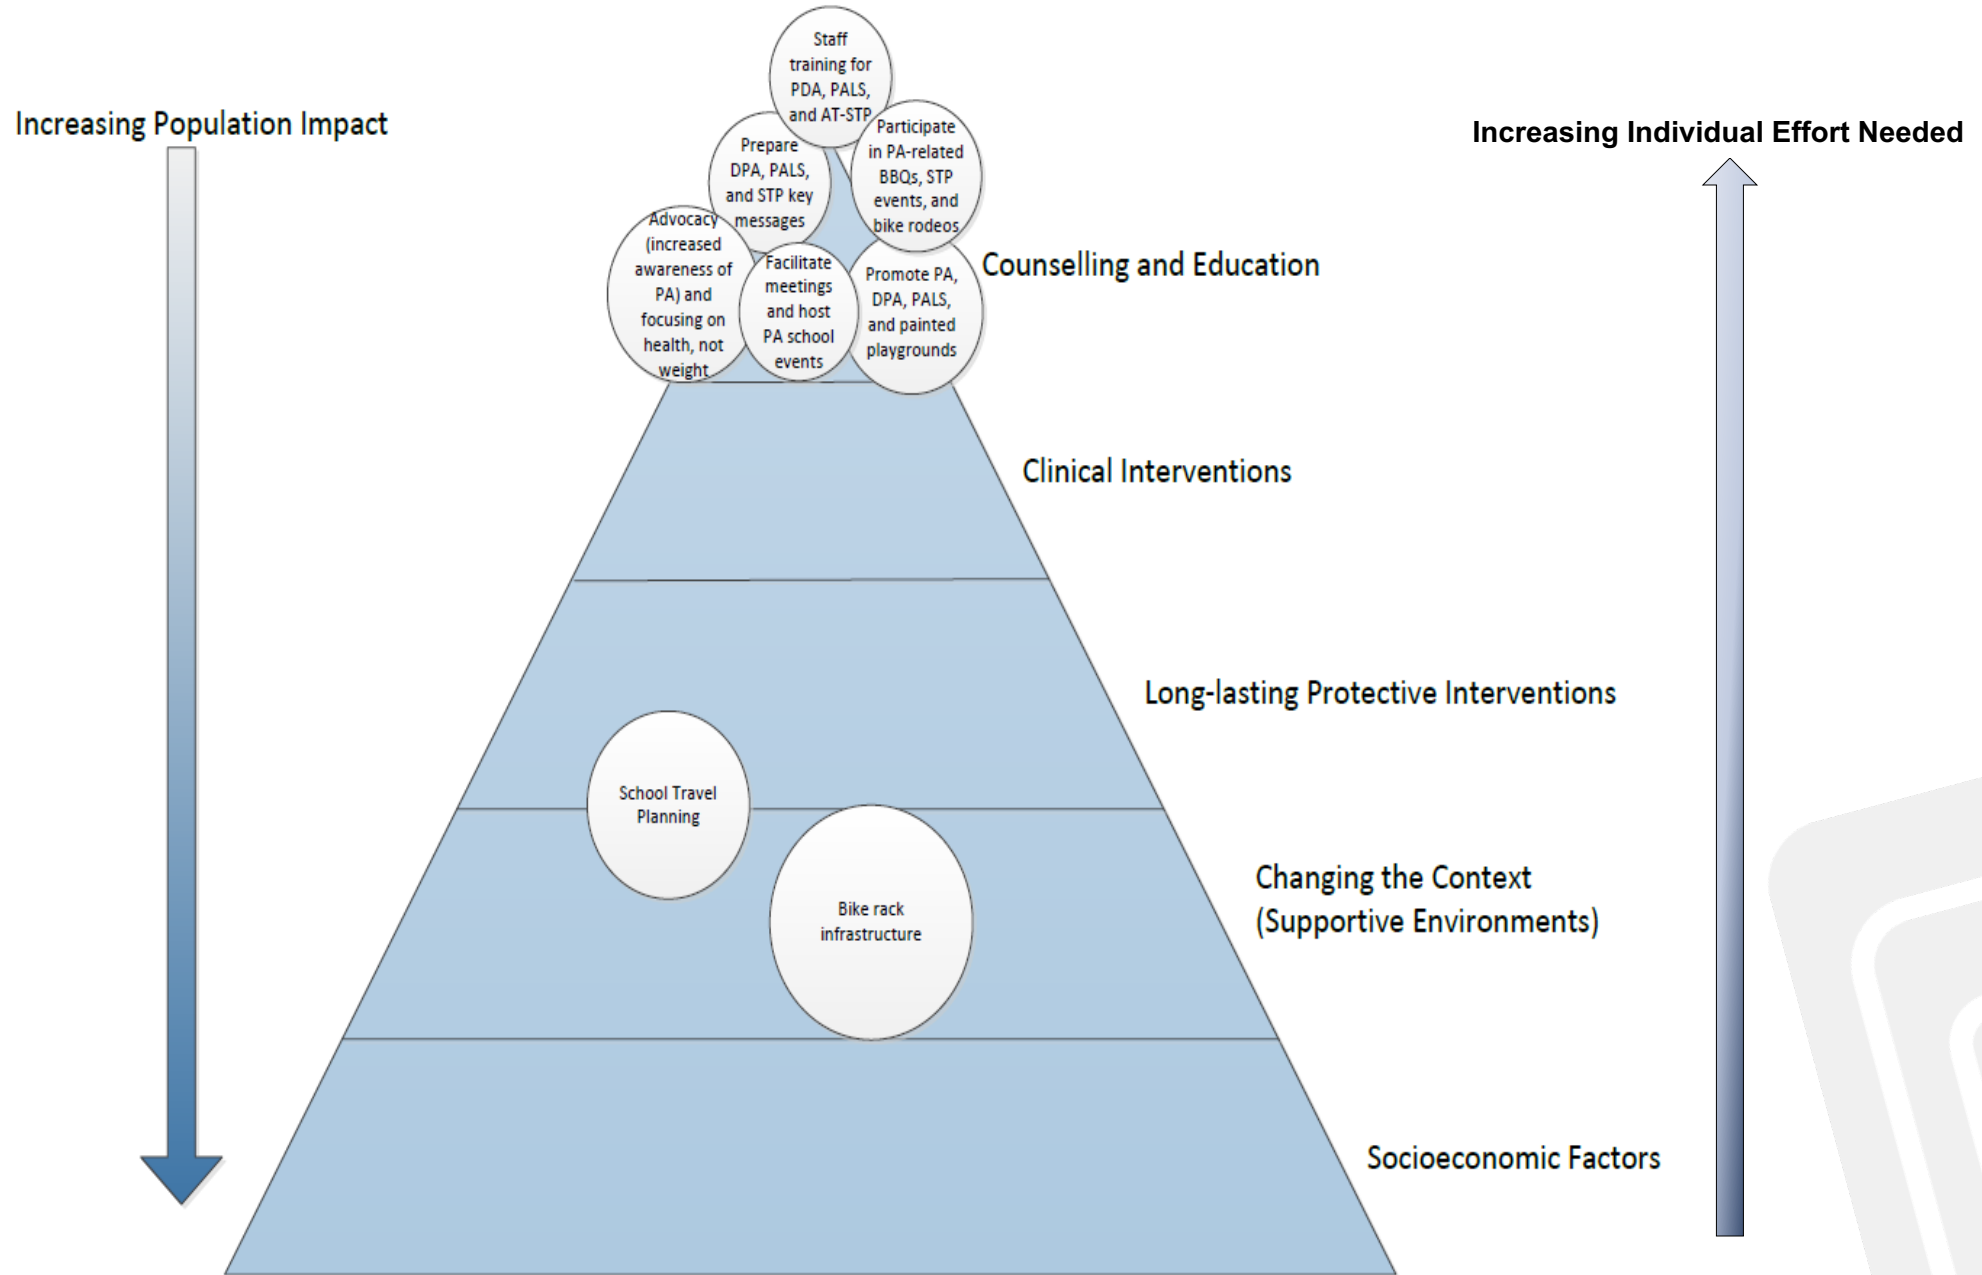 Increasing Population Impact
Increasing Individual Effort Needed
Staff
training for
PDA, PALS,
and AT-STP
Prepare
DPA, PALS,
and STP key
messages
Participate
in PA-related
BBQs, STP
events, and
bike rodeos
Advocacy
(increased
awareness of
PA) and
focusing on
health, not
weight
Facilitate
meetings
and host
PA school
events
Promote PA,
DPA, PALS,
and painted
playgrounds
Counselling and Education
Clinical Interventions
Long-lasting Protective Interventions
School Travel
Planning
Bike rack
infrastructure
Changing the Context
(Supportive Environments)
Socioeconomic Factors